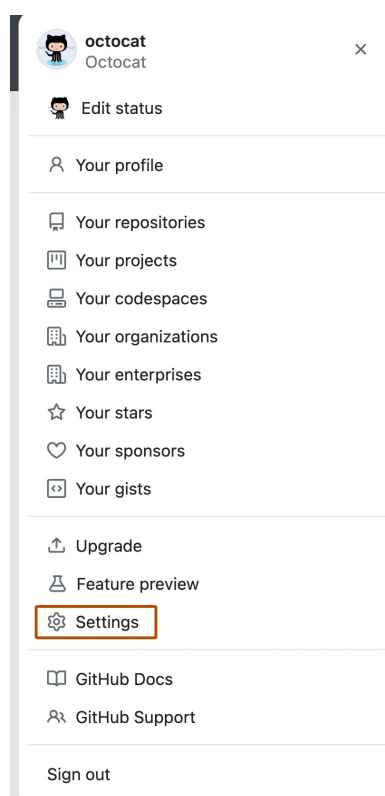 octocat
Octocat
Edit status
Your profile
Your repositories
Your projects
Your codespaces
Your organizations
Your enterprises
Your stars
Your sponsors
Your gists
Upgrade
Feature preview
Settings
GitHub Docs
GitHub Support
Sign out